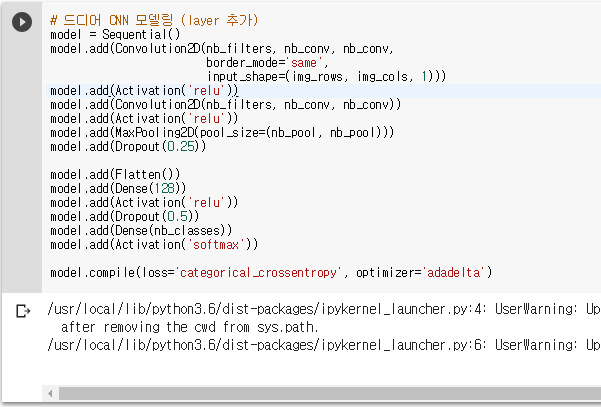 # 드디어 CNN 모델링 (layer 추가)
model = Sequential()
model.add(Convolution2D(nb_filters, nb_conv, nb_conv,
border_mode='same',
input_shape=(img_rows, img_cols, 1)))
model.add(Activation('relu'))
model.add(Convolution2D(nb_filters, nb_conv, nb_conv))
model.add(Activation('relu'))
model.add(MaxPooling2D(pool_size=(nb_pool, nb_pool)))
model.add(Dropout(0.25))
model.add(Flatten())
model.add(Dense(128))
model.add(Activation('relu'))
model.add(Dropout(0.5))
model.add(Dense(nb_classes))
model.add(Activation('softmax'))
model.compile(loss='categorical_crossentropy', optimizer='adadelta')
/usr/local/lib/python3.6/dist-packages/ipykernel_launcher.py:4: UserWarning: Up
after removing the cwd from sys.path.
/usr/local/lib/python3.6/dist-packages/ipykernel_launcher.py:6: UserWarning: Up